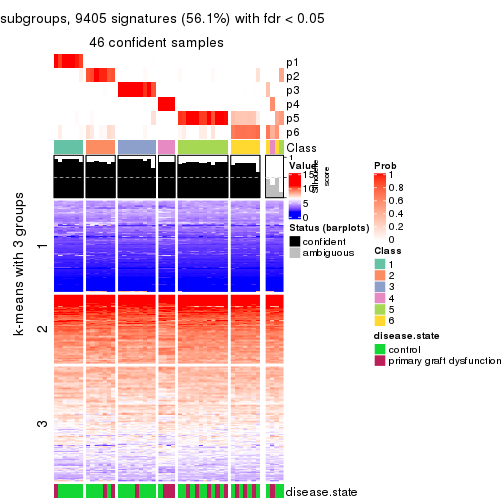 subgroups, 9405 signatures (56.1%) with fdr < 0.05
46 confident samples
p1
p2
p3
p4
p5
p6
Class
1
Silhouette
score
k-means with 3 groups
1
2
3
Value
15
5
0
Status (barplots)
confident
ambiguous
Prob
1
0.8
0.6
0.4
0.2
0
Class
1
2
3
4
5
6
disease.state
control
primary graft dysfunction
disease.state